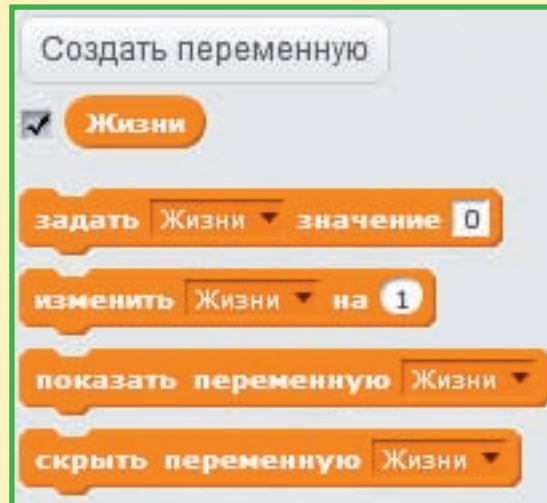 Создать переменную
Жизни
задать Жизни значение 0
изменить Жизни на 1
показать переменную Жизни
скрыть переменную Жизни